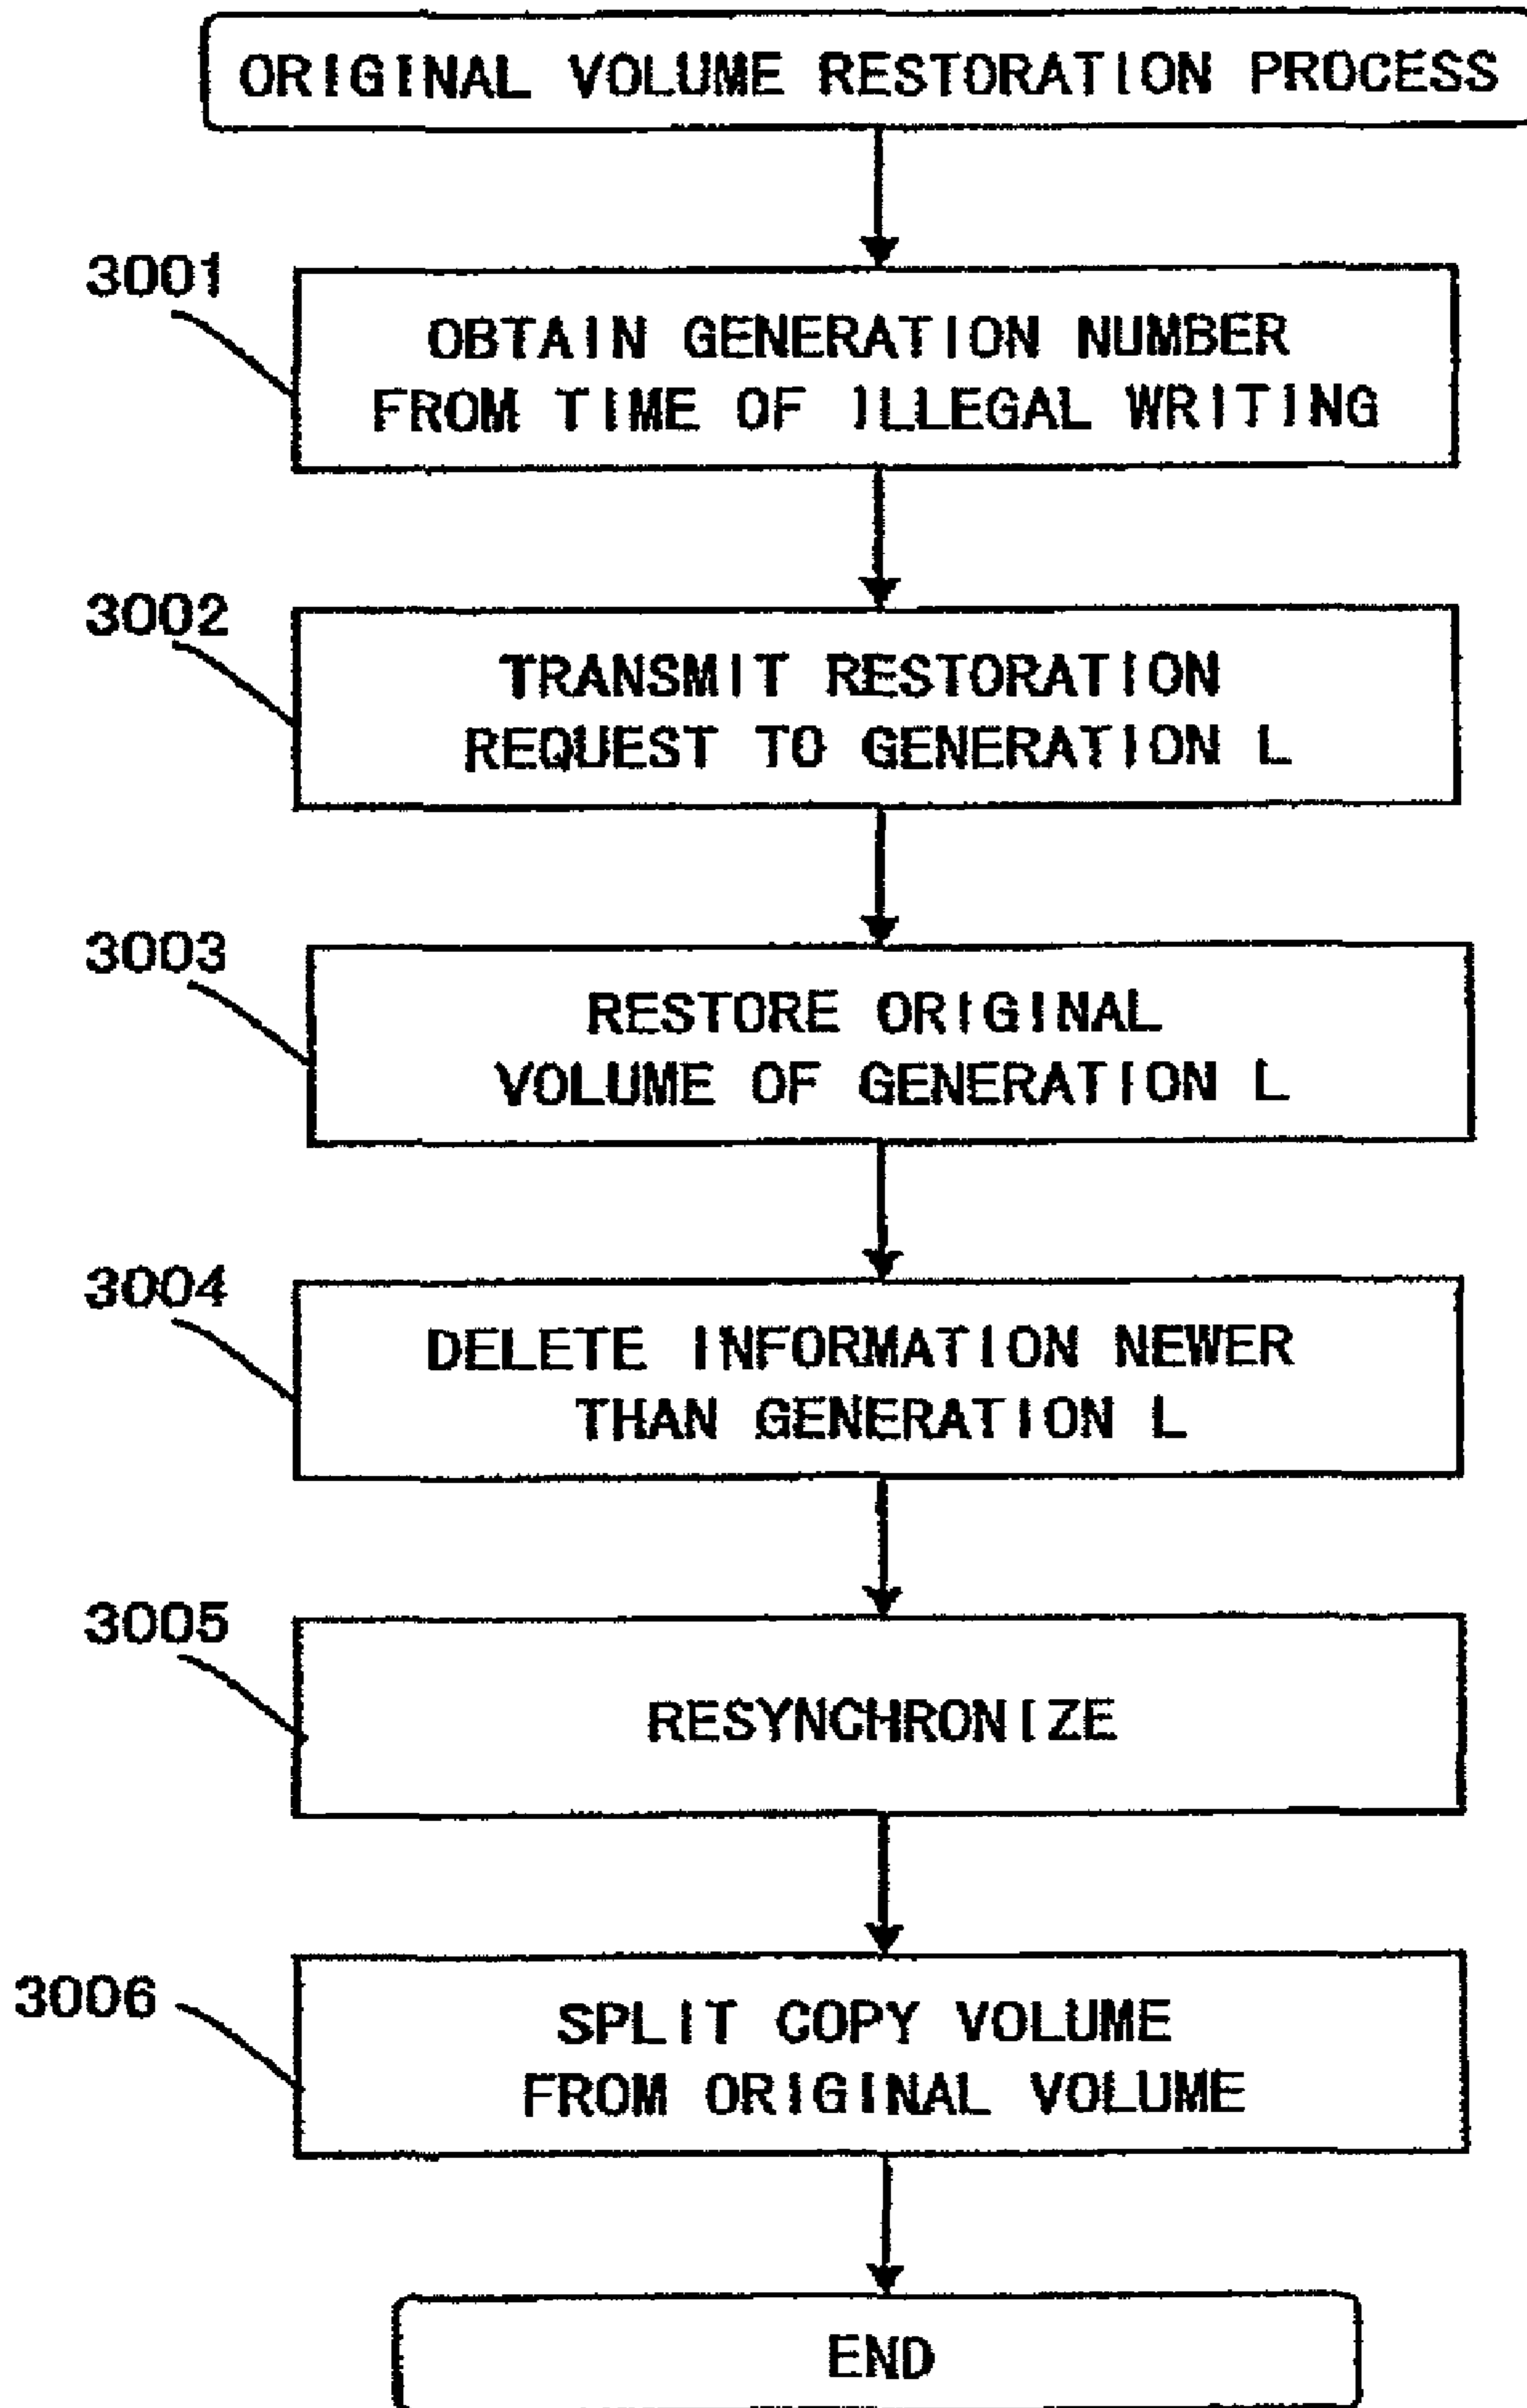 ORIGINAL VOLUME RESTORATION PROCESS
3001
OBTAIN GENERATION NUMBER
FROM TIME OF ILLEGAL WRITING
3002
TRANSMIT RESTORATION
REQUEST TO GENERATION L
3003
RESTORE ORIGINAL
VOLUME OF GENERATION L
3004
DELETE INFORMATION NEWER
THAN GENERATION L
3005
RESYNCHRONIZE
3006
SPLIT COPY VOLUME
FROM ORIGINAL VOLUME
END